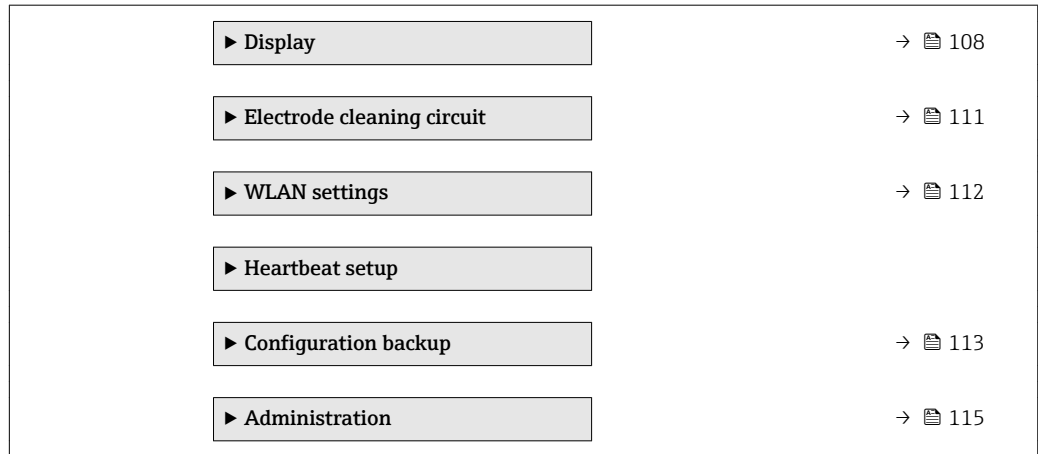 ▶ Display → 108
▶ Electrode cleaning circuit → 111
▶ WLAN settings → 112
▶ Heartbeat setup
▶ Configuration backup → 113
▶ Administration → 115